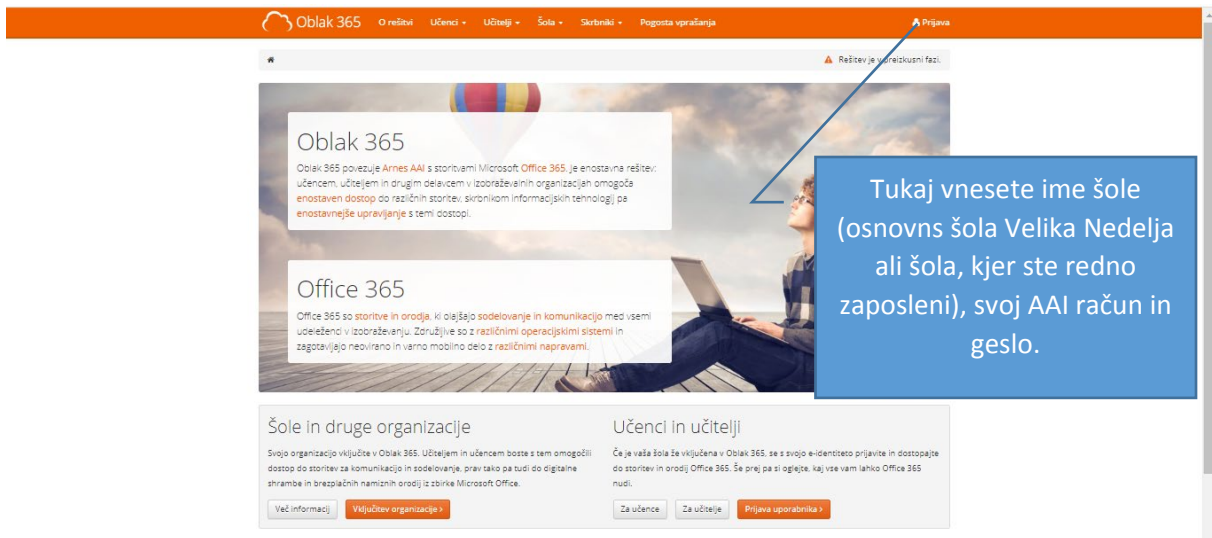 Oblak 365 O rešitvi Učenci Učitelji Šola Skrbniki Pogosta vprašanja Prijava
Rešitev je v preizkusni fazi.
Oblak 365
Oblak 365 povezuje Arnes AAI s storitvami Microsoft Office 365. Je enostavna rešitev:
učencem, učiteljem in drugim delavcem v izobraževalnih organizacijah omogoča
enostaven dostop do različnih storitev, skrbnikom informacijskih tehnologij pa
enostavnejše upravljanje s temi dostopi.
Tukaj vnesete ime šole
(osnovns šola Velika Nedelja
ali šola, kjer ste redno
zaposleni), svoj AAI račun in
geslo.
Office 365
Office 365 so storitve in orodja, ki olajšajo sodelovanje in komunikacijo med vsemi
udeleženci v izobraževanju. Združljive so z različnimi operacijskimi sistemi in
zagotavljajo neovirano in varno mobilno delo z različnimi napravami.
Šole in druge organizacije
Svojo organizacijo vključite v Oblak 365. Učiteljem in učencem boste s tem omogočili
dostop do storitev za komunikacijo in sodelovanje, prav tako pa tudi do digitalne
shrambe in brezplačnih namiznih orodij iz zbirke Microsoft Office.
Več informacij Vključitev organizacije ›
Učenci in učitelji
Če je vaša šola že vključena v Oblak 365, se s svojo e-identiteto prijavite in dostopajte
do storitev in orodij Office 365. Še prej pa si oglejte, kaj vse vam lahko Office 365
nudi.
Za učence Za učitelje Prijava uporabnika ›